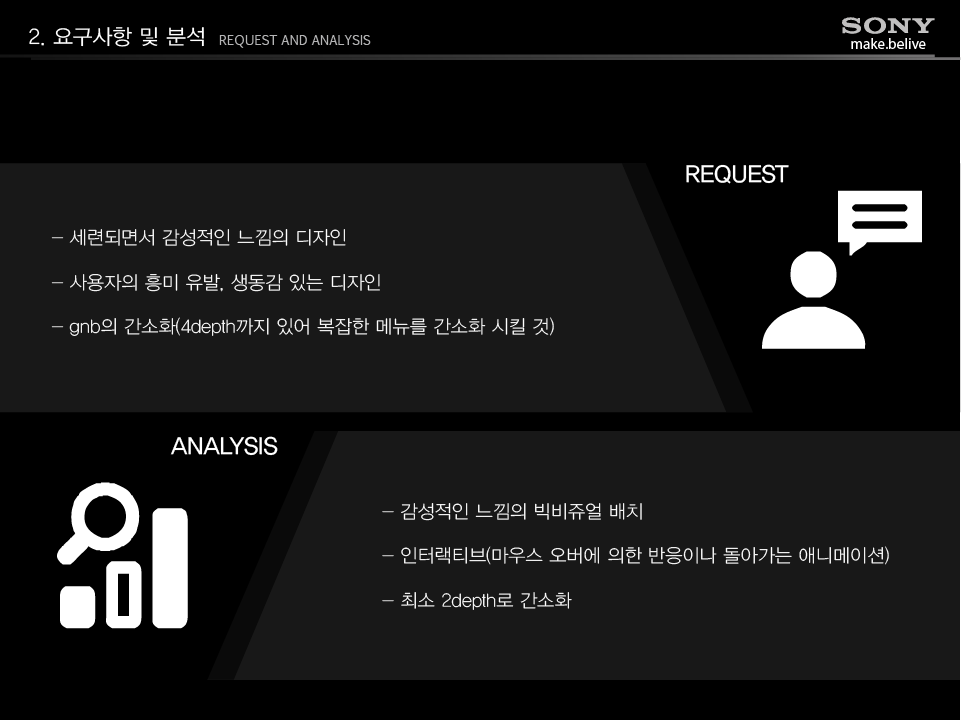 2. 요구사항 및 분석 REQUEST AND ANALYSIS
SONY
make.belive
REQUEST
- 세련되면서 감성적인 느낌의 디자인
- 사용자의 흥미 유발, 생동감 있는 디자인
- gnb의 간소화(4depth까지 있어 복잡한 메뉴를 간소화 시킬 것)
ANALYSIS
- 감성적인 느낌의 빅비쥬얼 배치
- 인터랙티브(마우스 오버에 의한 반응이나 돌아가는 애니메이션)
- 최소 2depth로 간소화